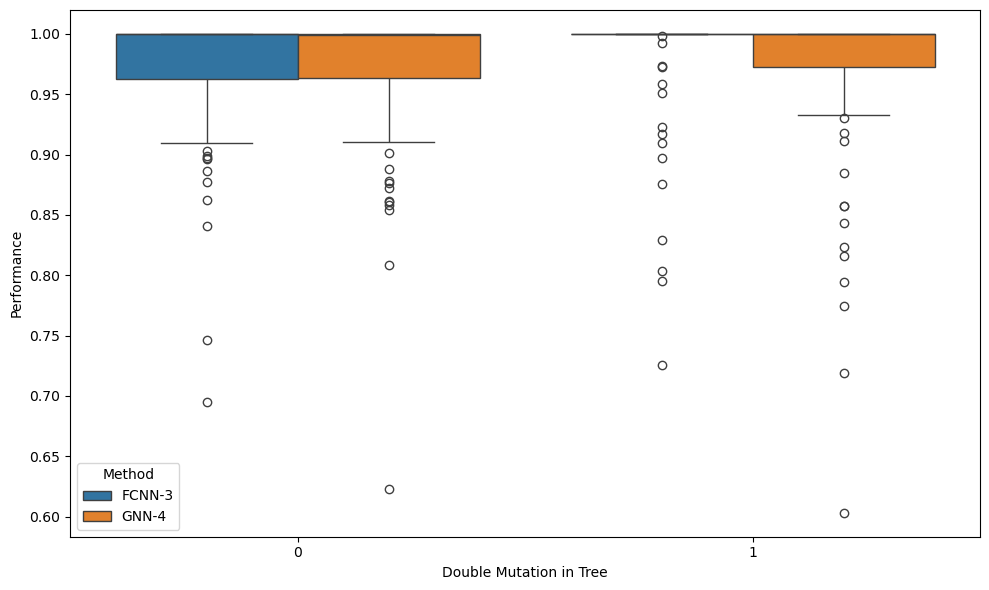 1.00
0.95
0.90
0.85
0.80
0.75
0.70
0.65
0.60
Performance
Method
FCNN-3
GNN-4
0
1
Double Mutation in Tree